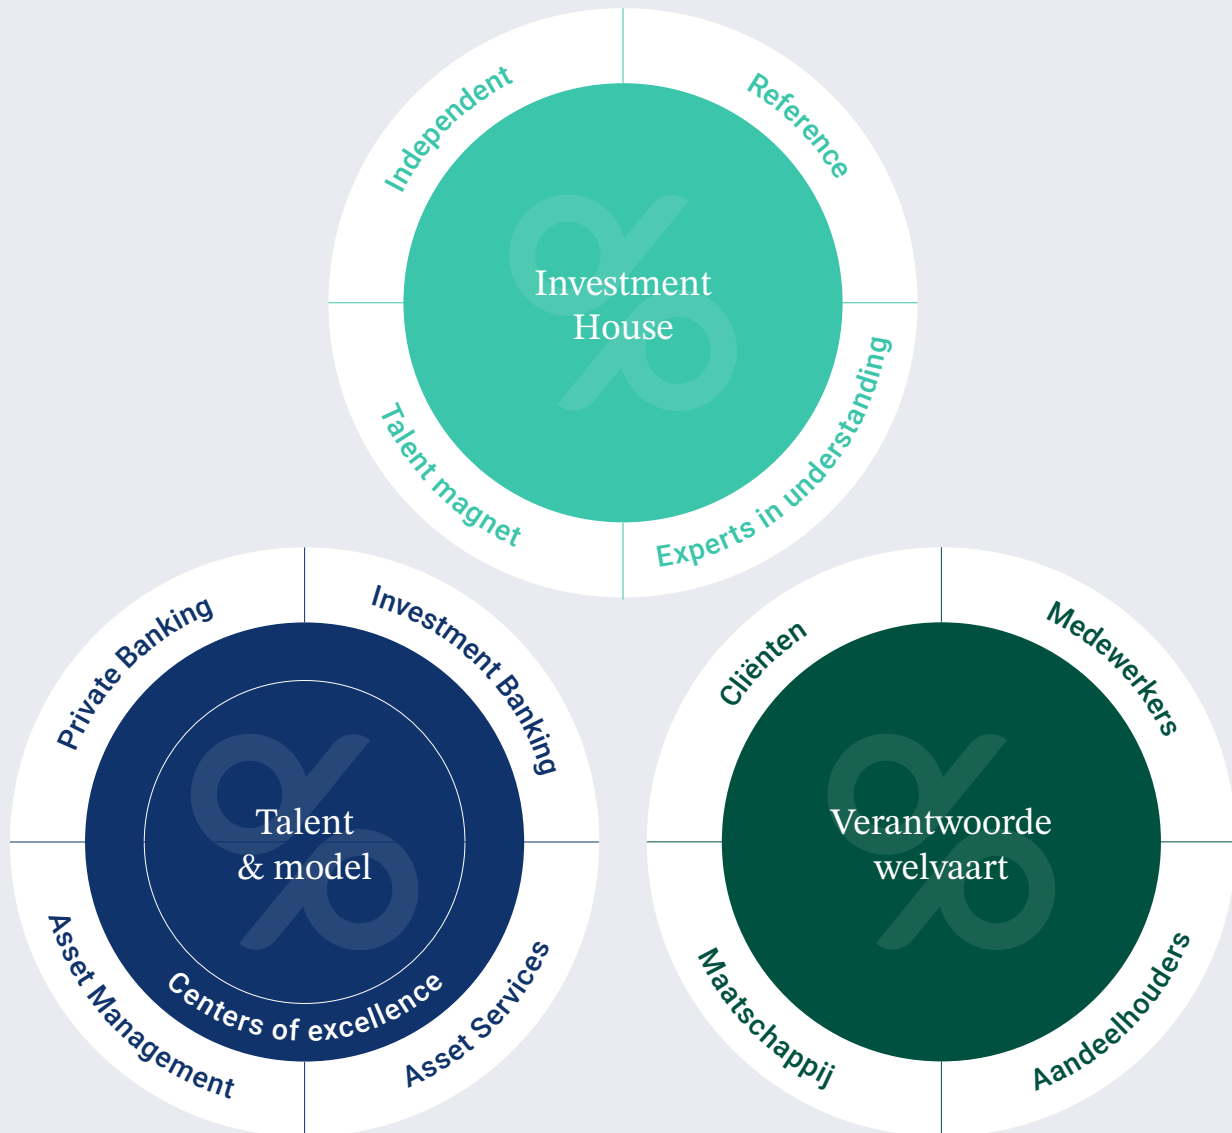 Independent
Reference
Investment
House
Talent magnet
Experts in understanding
Private Banking
Investment Banking
Talent
& model
Centers of excellence
Asset Management
Asset Services
Cliënten
Medewerkers
Verantwoorde
welvaart
Maatschappij
Aandeelhouders